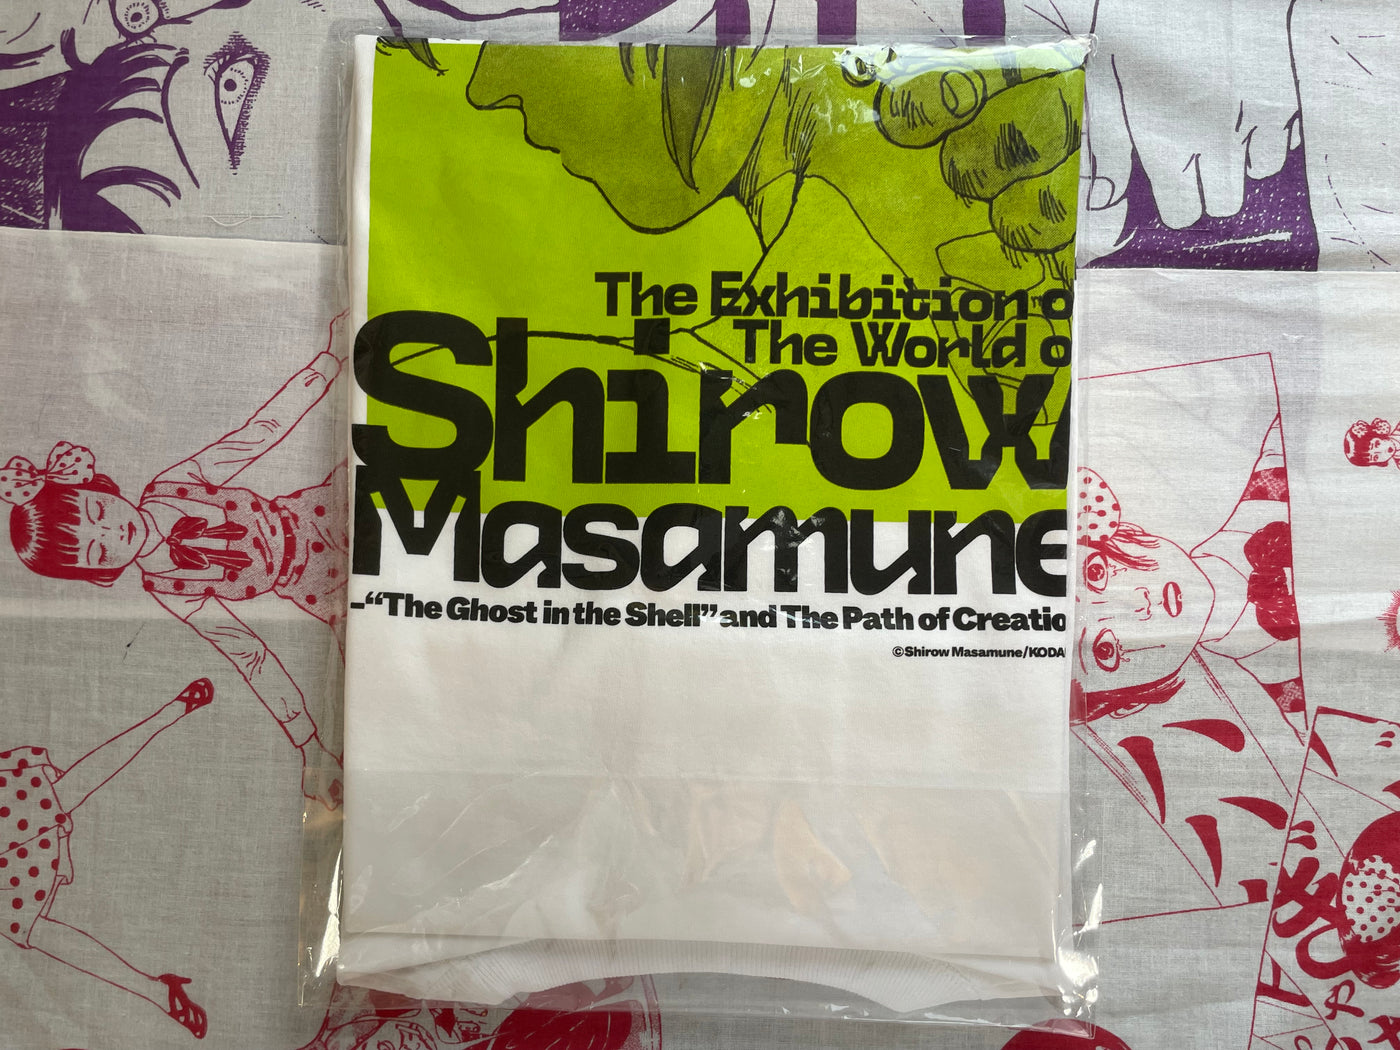 The Exhibition o
The World o
Shirow
Masamune
–“The Ghost in the Shell” and The Path of Creatio
©Shirow Masamune/KODA